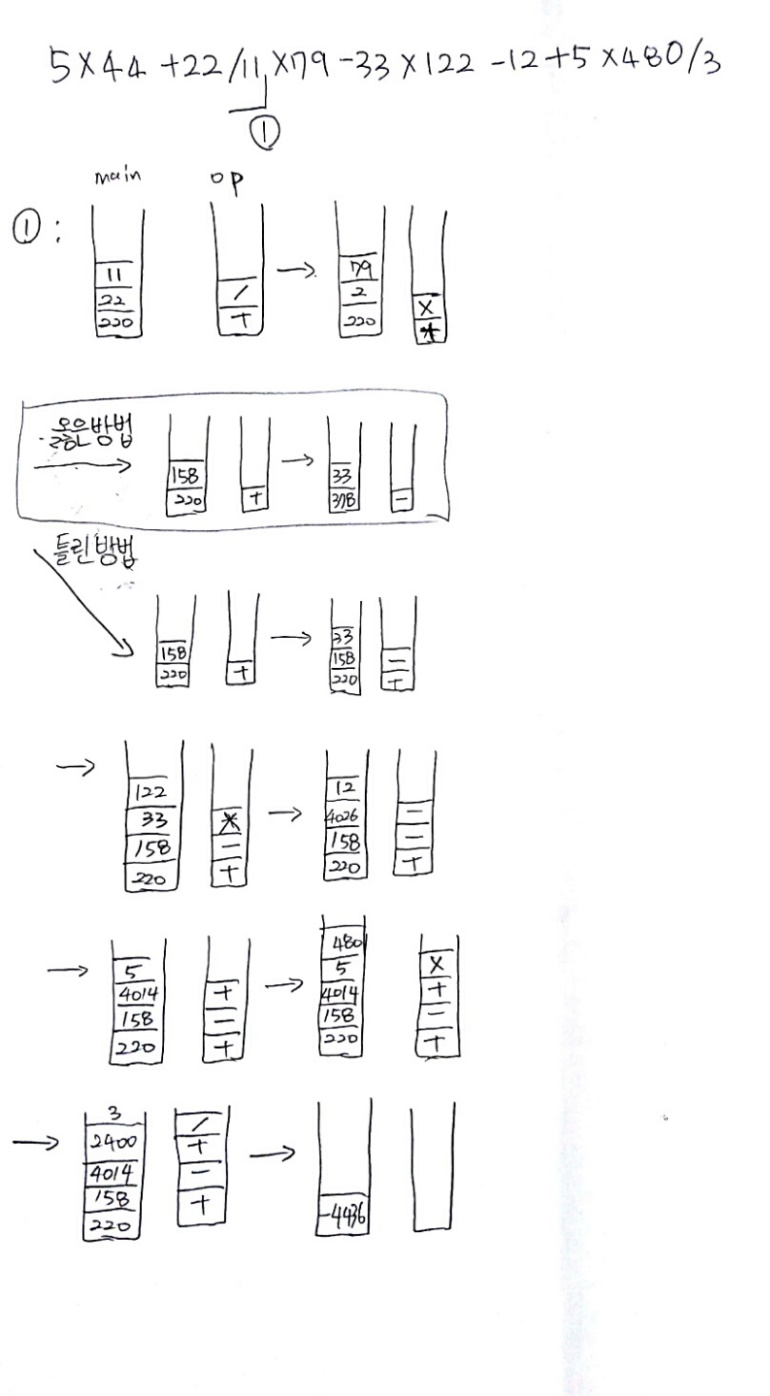 5×44+22/11×79-33×122-12+5×480/3
①
main op
①:
11 / 79 ×
22 + 2 +
220 220
옳은방법
158 + 33 -
220 378
틀린방법
158 + 33 -
220 158 +
220
122 * 12 -
33 - 4026 -
158 + 158 +
220 220
5 + 480 ×
4014 - 5 +
158 + 4014 -
220 158 +
220
3 / -4436
2400 +
4014 -
158 +
220